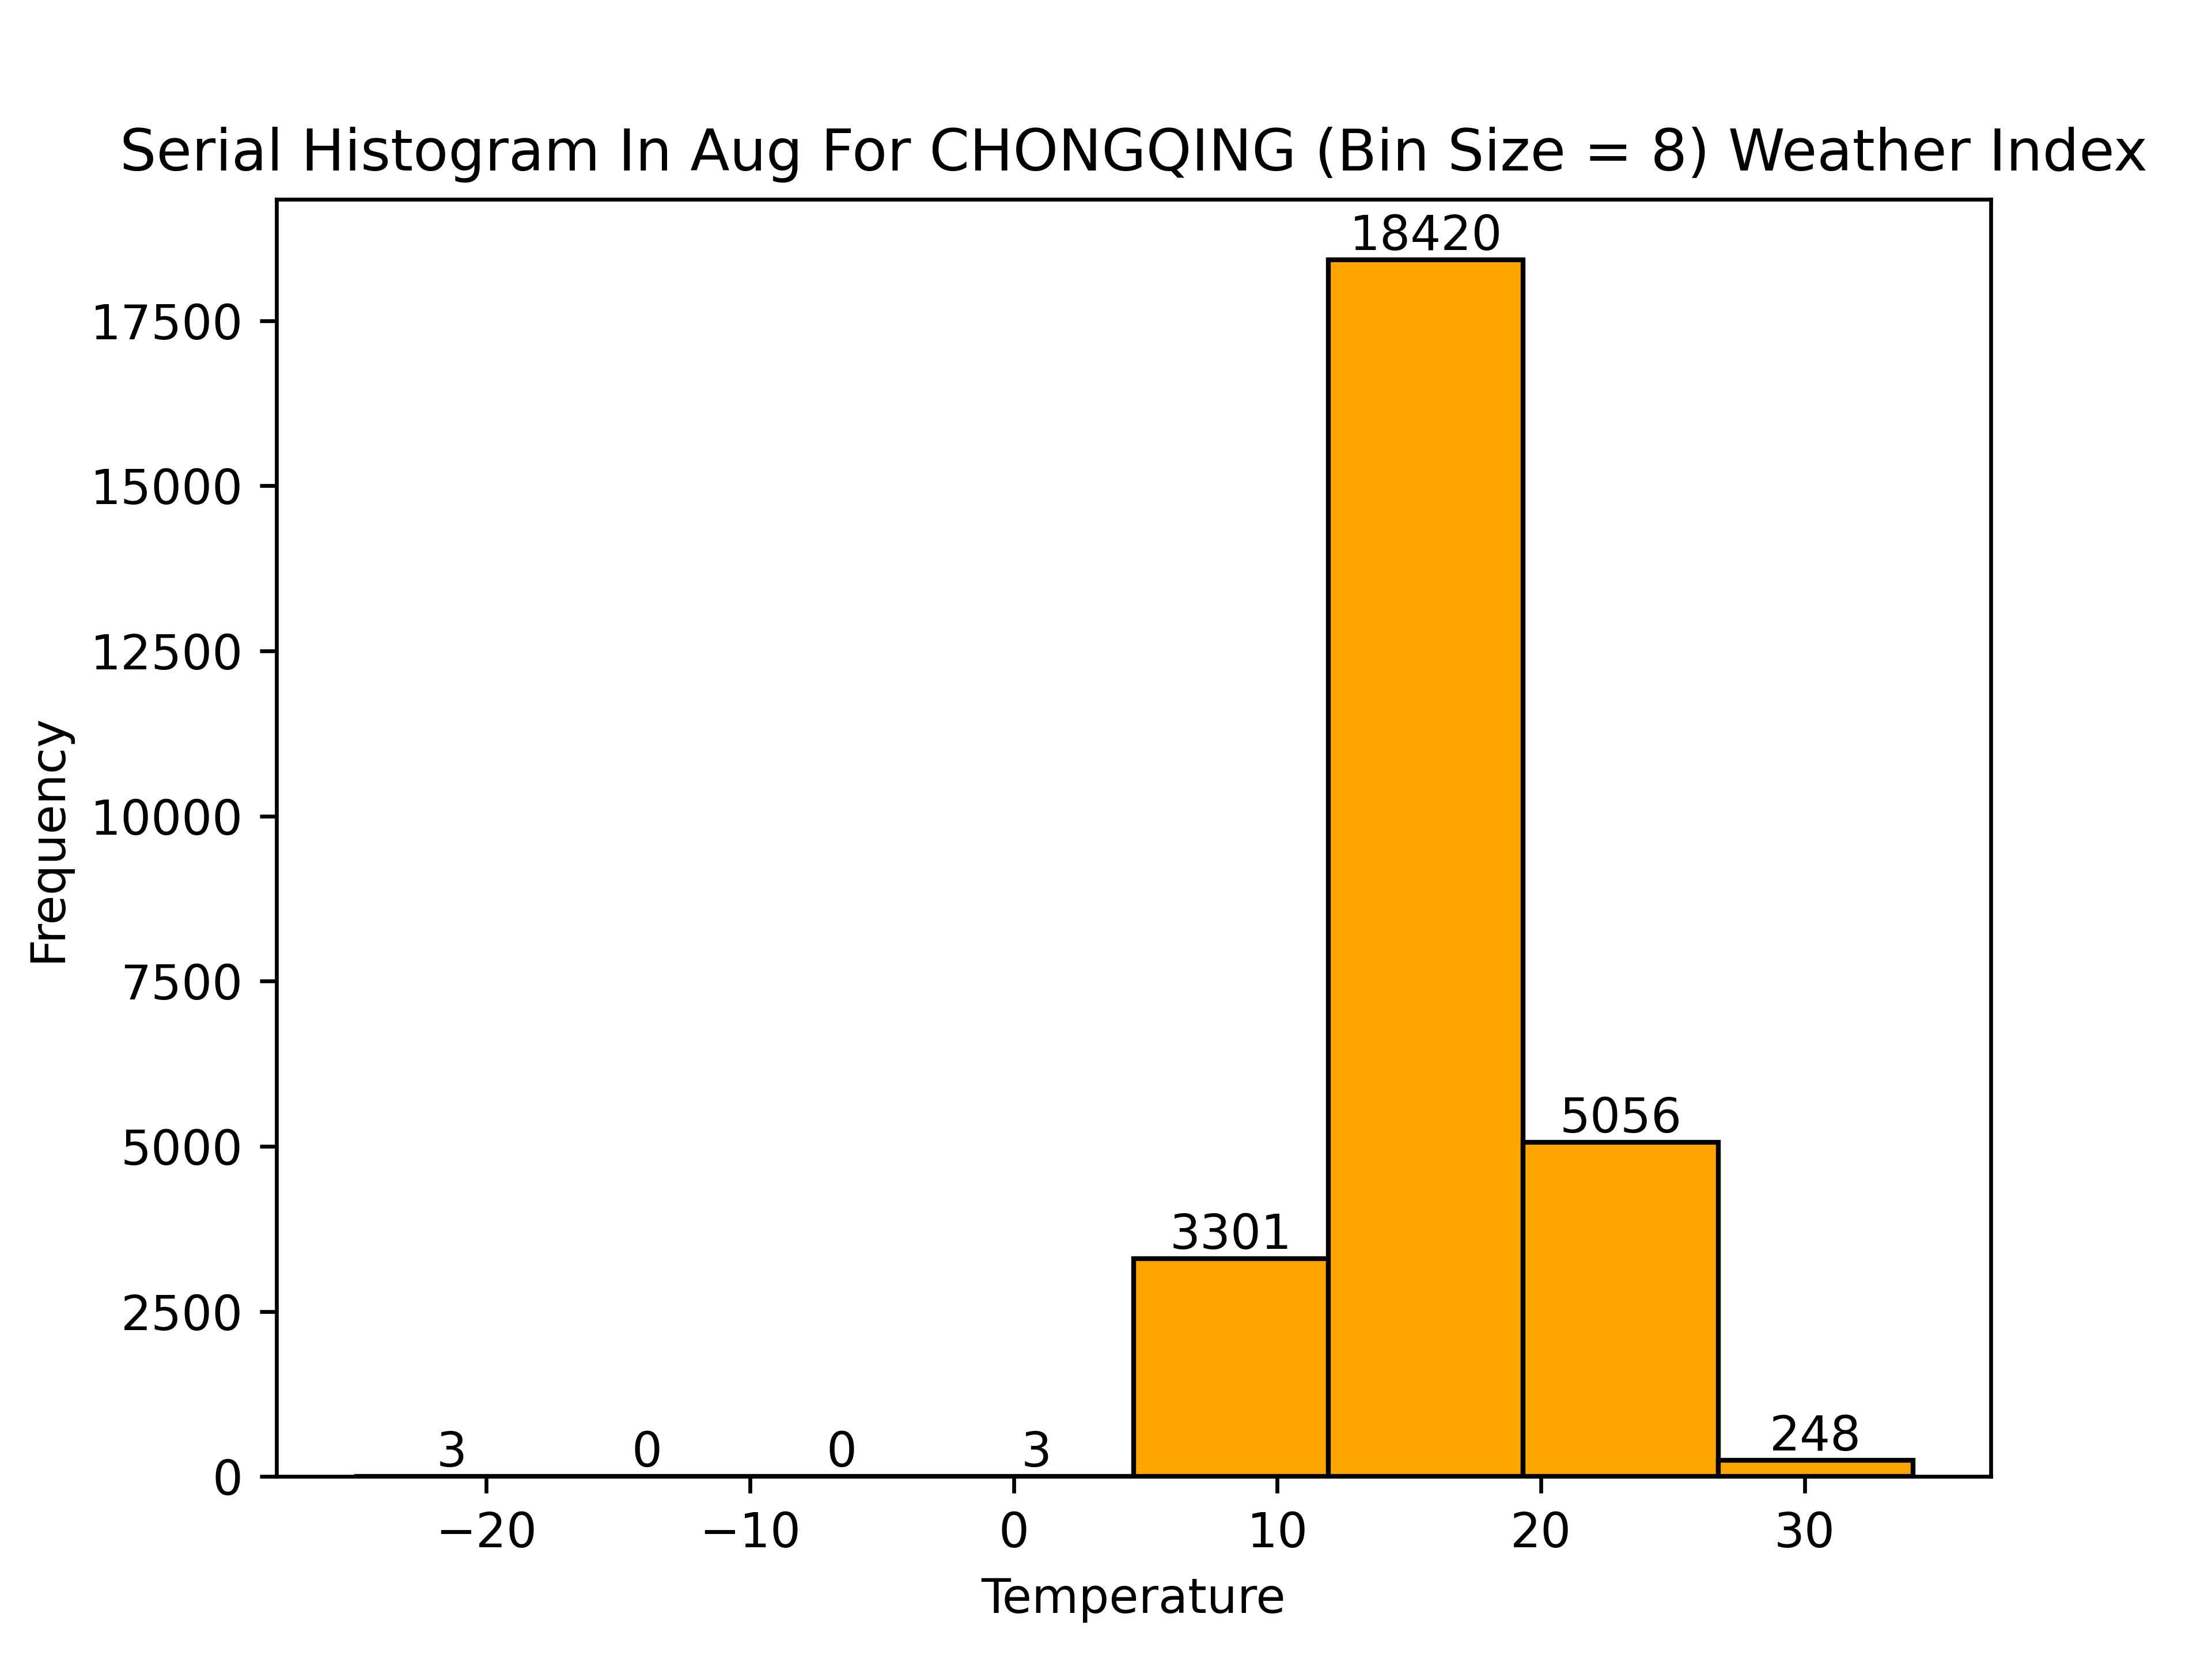 Serial Histogram In Aug For CHONGQING (Bin Size = 8) Weather Index
18420
17500
15000
12500
10000
Frequency
7500
5056
5000
3301
2500
248
3 0 0 3
0
−20 −10 0 10 20 30
Temperature